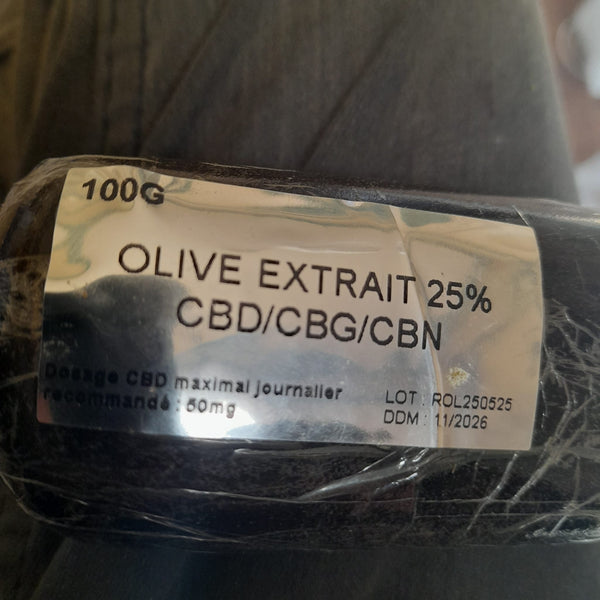 100G
OLIVE EXTRAIT 25%
CBD/CBG/CBN
Dosage CBD maximal journalier
recommandé : 50mg
LOT : ROL250525
DDM : 11/2026